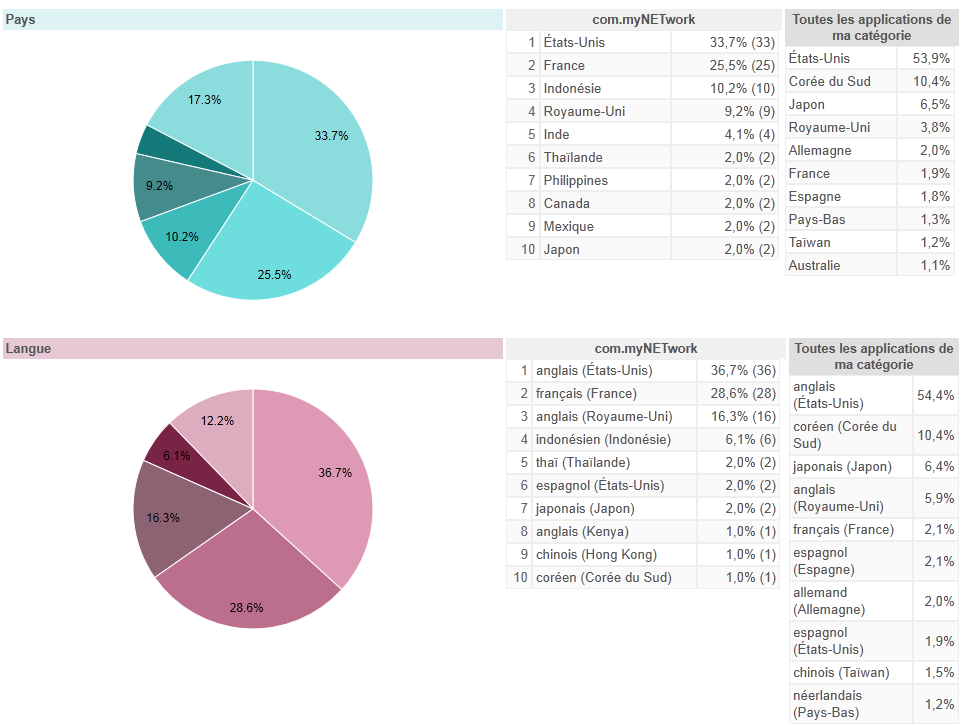 Pays
17.3%
33.7%
9.2%
10.2%
25.5%
com.myNETwork
1 États-Unis 33,7% (33)
2 France 25,5% (25)
3 Indonésie 10,2% (10)
4 Royaume-Uni 9,2% (9)
5 Inde 4,1% (4)
6 Thaïlande 2,0% (2)
7 Philippines 2,0% (2)
8 Canada 2,0% (2)
9 Mexique 2,0% (2)
10 Japon 2,0% (2)
Toutes les applications de
ma catégorie
États-Unis 53,9%
Corée du Sud 10,4%
Japon 6,5%
Royaume-Uni 3,8%
Allemagne 2,0%
France 1,9%
Espagne 1,8%
Pays-Bas 1,3%
Taïwan 1,2%
Australie 1,1%
Langue
12.2%
6.1%
36.7%
16.3%
28.6%
com.myNETwork
1 anglais (États-Unis) 36,7% (36)
2 français (France) 28,6% (28)
3 anglais (Royaume-Uni) 16,3% (16)
4 indonésien (Indonésie) 6,1% (6)
5 thaï (Thaïlande) 2,0% (2)
6 espagnol (États-Unis) 2,0% (2)
7 japonais (Japon) 2,0% (2)
8 anglais (Kenya) 1,0% (1)
9 chinois (Hong Kong) 1,0% (1)
10 coréen (Corée du Sud) 1,0% (1)
Toutes les applications de
ma catégorie
anglais
(États-Unis) 54,4%
coréen (Corée du
Sud) 10,4%
japonais (Japon) 6,4%
anglais
(Royaume-Uni) 5,9%
français (France) 2,1%
espagnol
(Espagne) 2,1%
allemand
(Allemagne) 2,0%
espagnol
(États-Unis) 1,9%
chinois (Taïwan) 1,5%
néerlandais
(Pays-Bas) 1,2%